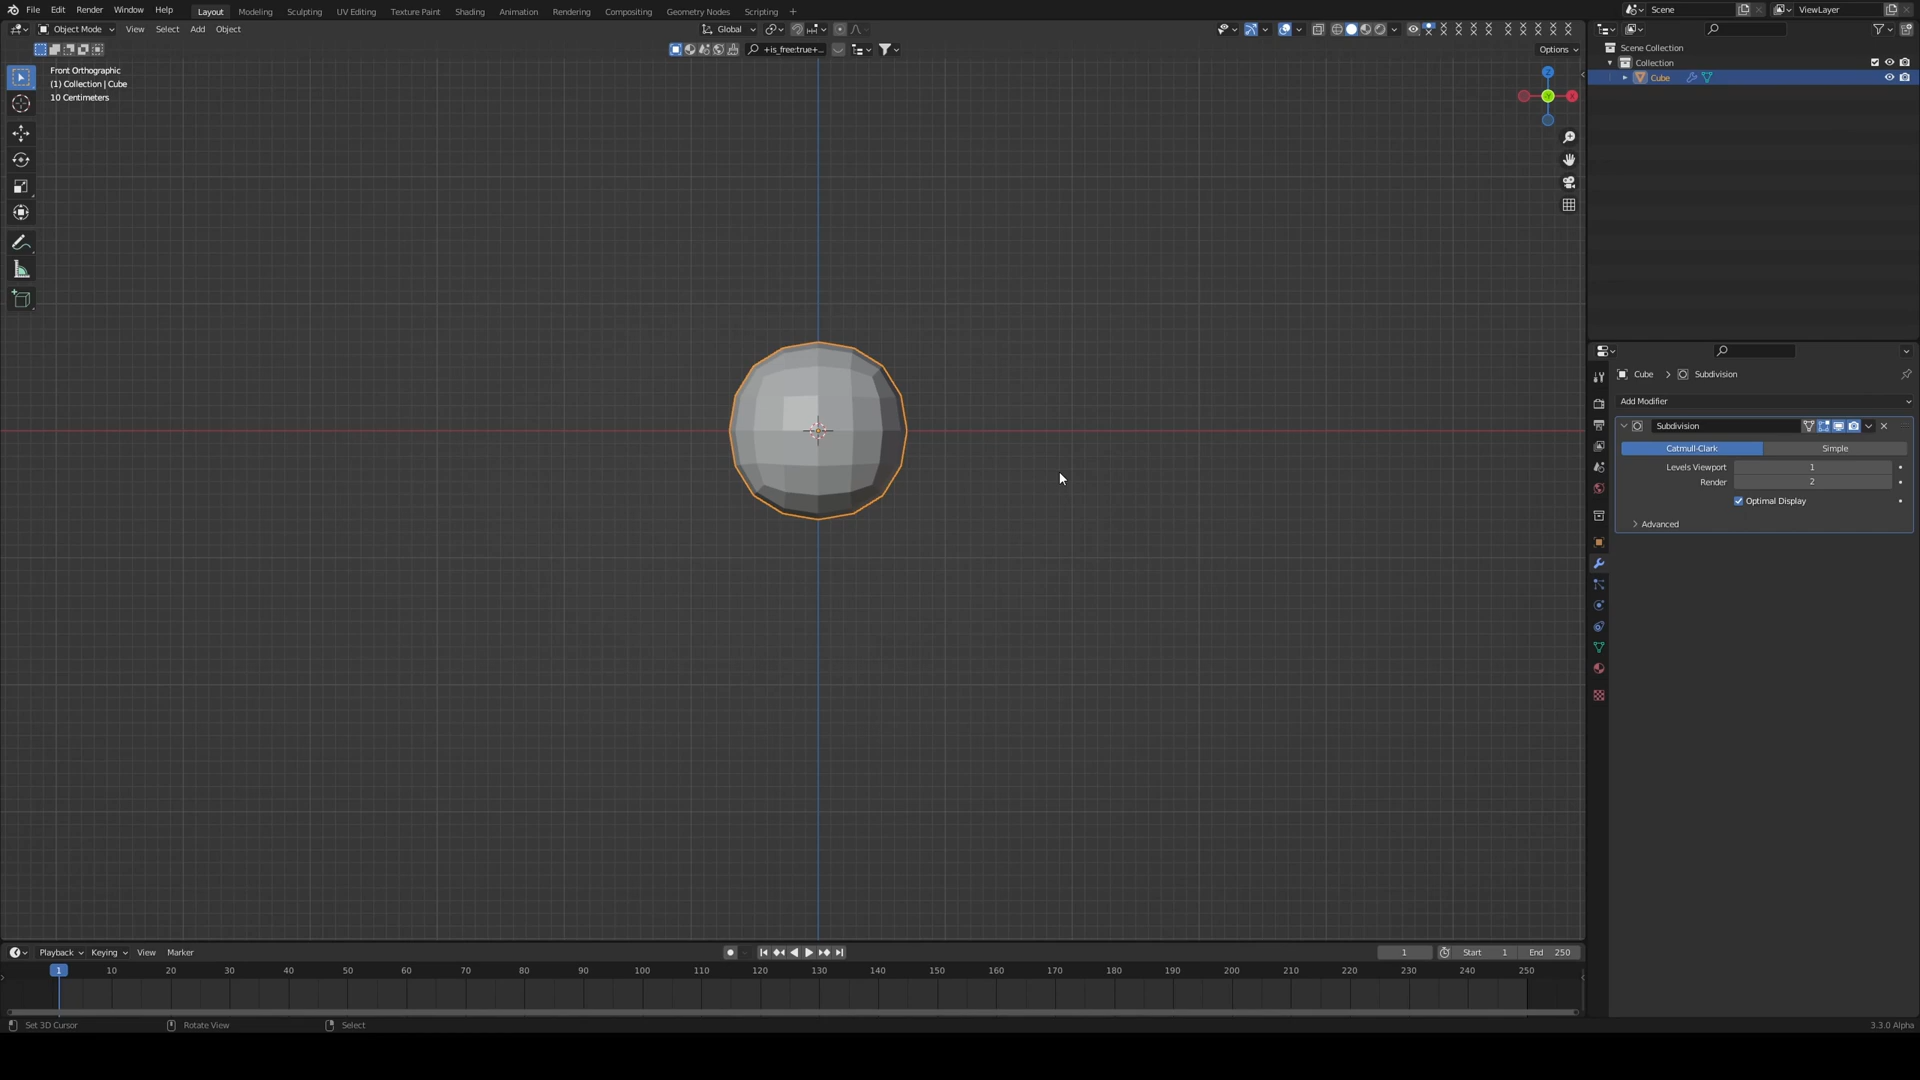 File Edit Render Window Help Layout Modeling Sculpting UV Editing Texture Paint Shading Animation Rendering Compositing Geometry Nodes Scripting + Scene ViewLayer
Object Mode View Select Add Object Global
+is_free:true+... Options
Front Orthographic
(1) Collection | Cube
10 Centimeters
Z
X
Scene Collection
Collection
Cube
Cube > Subdivision
Add Modifier
Subdivision
Catmull-Clark Simple
Levels Viewport 1
Render 2
Optimal Display
Advanced
Playback Keying View Marker 1 Start 1 End 250
1 10 20 30 40 50 60 70 80 90 100 110 120 130 140 150 160 170 180 190 200 210 220 230 240 250
Set 3D Cursor Rotate View Select 3.3.0 Alpha